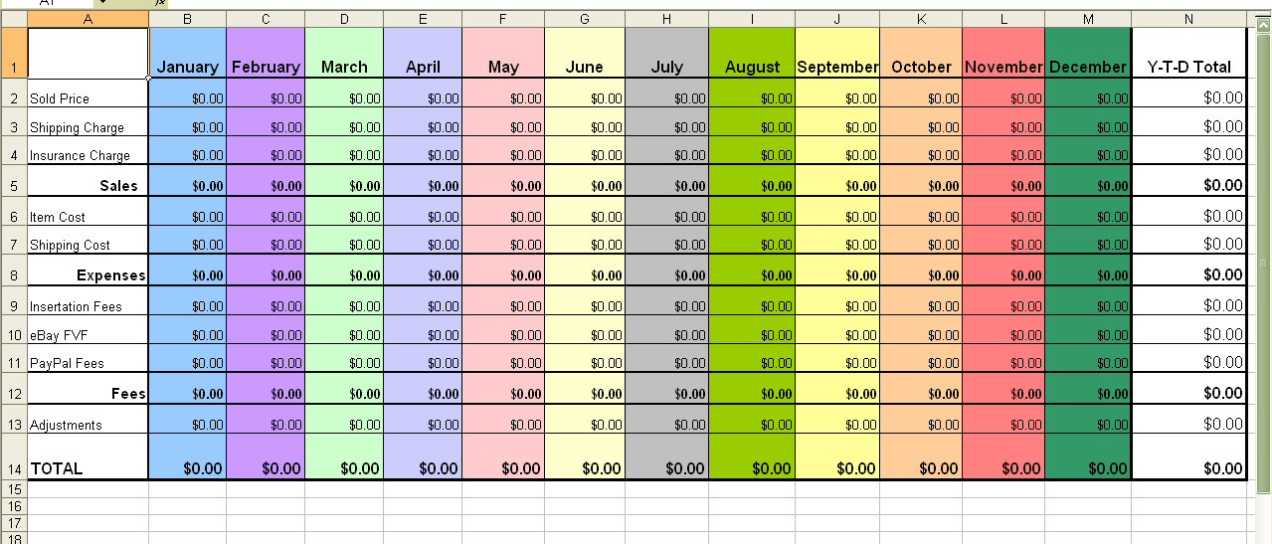 A1 fx
A B C D E F G H I J K L M N
1 January February March April May June July August September October November December Y-T-D Total
2 Sold Price $0.00 $0.00 $0.00 $0.00 $0.00 $0.00 $0.00 $0.00 $0.00 $0.00 $0.00 $0.00 $0.00
3 Shipping Charge $0.00 $0.00 $0.00 $0.00 $0.00 $0.00 $0.00 $0.00 $0.00 $0.00 $0.00 $0.00 $0.00
4 Insurance Charge $0.00 $0.00 $0.00 $0.00 $0.00 $0.00 $0.00 $0.00 $0.00 $0.00 $0.00 $0.00 $0.00
5 Sales $0.00 $0.00 $0.00 $0.00 $0.00 $0.00 $0.00 $0.00 $0.00 $0.00 $0.00 $0.00 $0.00
6 Item Cost $0.00 $0.00 $0.00 $0.00 $0.00 $0.00 $0.00 $0.00 $0.00 $0.00 $0.00 $0.00 $0.00
7 Shipping Cost $0.00 $0.00 $0.00 $0.00 $0.00 $0.00 $0.00 $0.00 $0.00 $0.00 $0.00 $0.00 $0.00
8 Expenses $0.00 $0.00 $0.00 $0.00 $0.00 $0.00 $0.00 $0.00 $0.00 $0.00 $0.00 $0.00 $0.00
9 Insertation Fees $0.00 $0.00 $0.00 $0.00 $0.00 $0.00 $0.00 $0.00 $0.00 $0.00 $0.00 $0.00 $0.00
10 eBay FVF $0.00 $0.00 $0.00 $0.00 $0.00 $0.00 $0.00 $0.00 $0.00 $0.00 $0.00 $0.00 $0.00
11 PayPal Fees $0.00 $0.00 $0.00 $0.00 $0.00 $0.00 $0.00 $0.00 $0.00 $0.00 $0.00 $0.00 $0.00
12 Fees $0.00 $0.00 $0.00 $0.00 $0.00 $0.00 $0.00 $0.00 $0.00 $0.00 $0.00 $0.00 $0.00
13 Adjustments $0.00 $0.00 $0.00 $0.00 $0.00 $0.00 $0.00 $0.00 $0.00 $0.00 $0.00 $0.00 $0.00
14 TOTAL $0.00 $0.00 $0.00 $0.00 $0.00 $0.00 $0.00 $0.00 $0.00 $0.00 $0.00 $0.00 $0.00
15
16
17
18